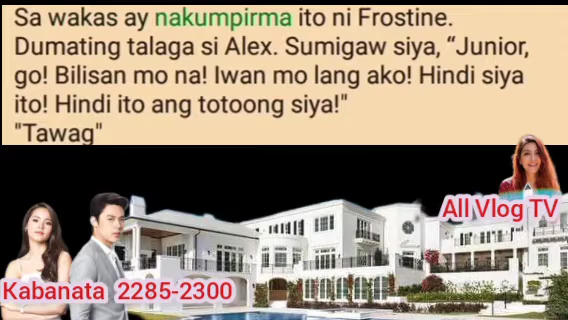 Sa wakas ay nakumpirma ito ni Frostine.
Dumating talaga si Alex. Sumigaw siya, “Junior,
go! Bilisan mo na! Iwan mo lang ako! Hindi siya
ito! Hindi ito ang totoong siya!"
"Tawag"
All Vlog TV
Kabanata 2285-2300